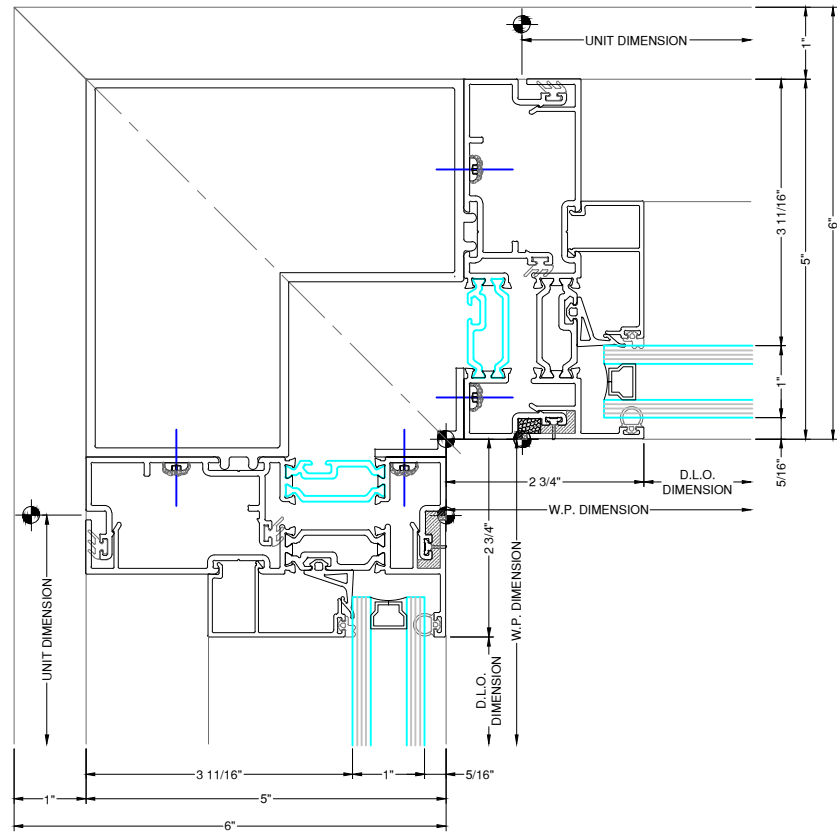 UNIT DIMENSION
1"
3 11/16"
5"
6"
1"
5/16"
2 3/4"
D.L.O.
DIMENSION
W.P. DIMENSION
2 3/4"
W.P. DIMENSION
UNIT DIMENSION
D.L.O.
DIMENSION
3 11/16"
1"
5/16"
1"
5"
6"